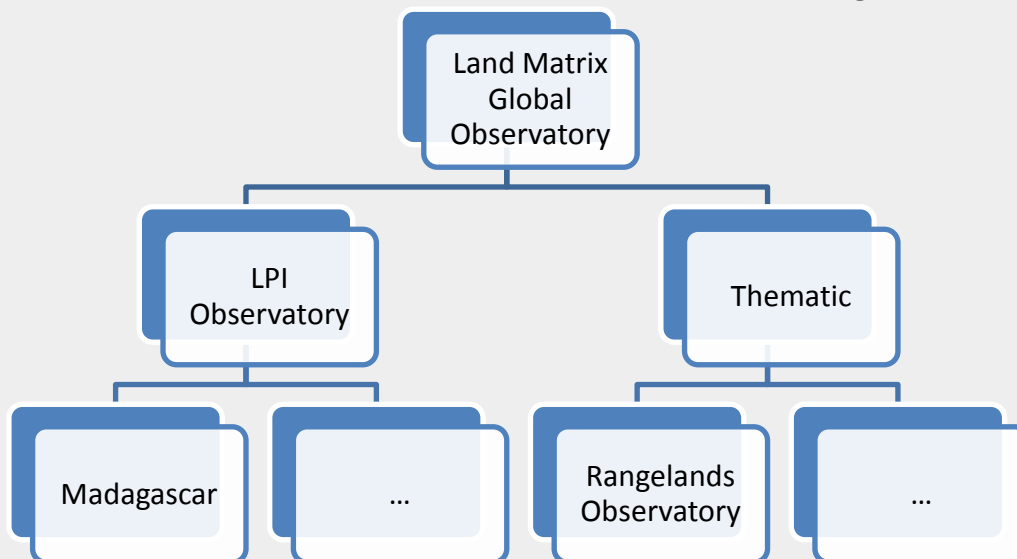 Land Matrix
Global
Observatory
LPI
Observatory
Thematic
Madagascar
...
Rangelands
Observatory
...